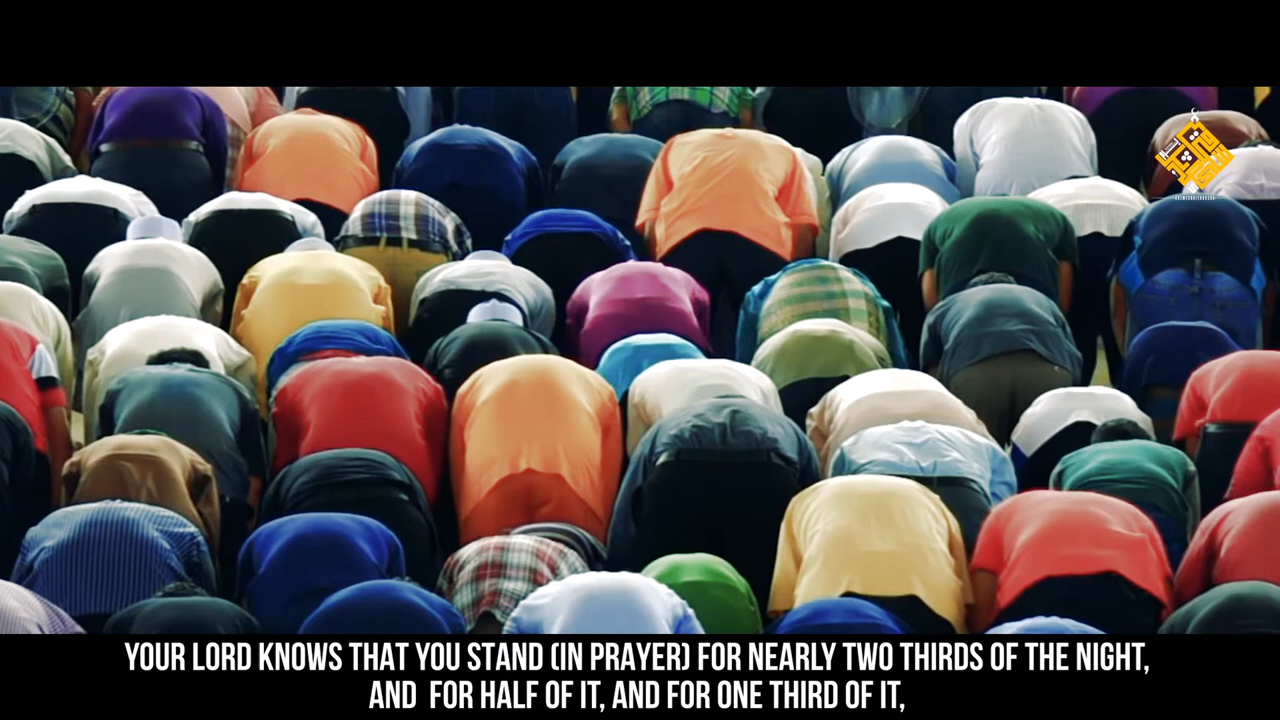 YOUR LORD KNOWS THAT YOU STAND (IN PRAYER) FOR NEARLY TWO THIRDS OF THE NIGHT,
AND FOR HALF OF IT, AND FOR ONE THIRD OF IT,